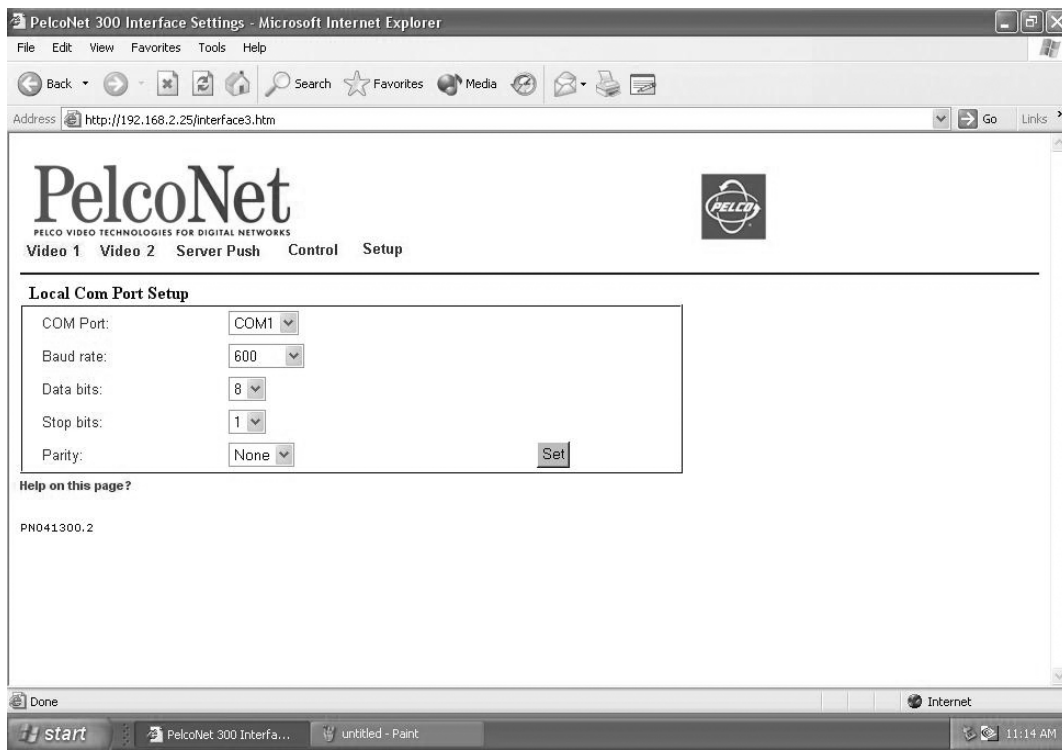 PelcoNet 300 Interface Settings - Microsoft Internet Explorer
File Edit View Favorites Tools Help
Back Search Favorites Media
Address http://192.168.2.25/interface3.htm Go Links
PelcoNet
PELCO VIDEO TECHNOLOGIES FOR DIGITAL NETWORKS
PELCO
Video 1 Video 2 Server Push Control Setup
Local Com Port Setup
COM Port: COM1
Baud rate: 600
Data bits: 8
Stop bits: 1
Parity: None Set
Help on this page?
PN041300.2
Done Internet
start PelcoNet 300 Interfa... untitled - Paint 11:14 AM